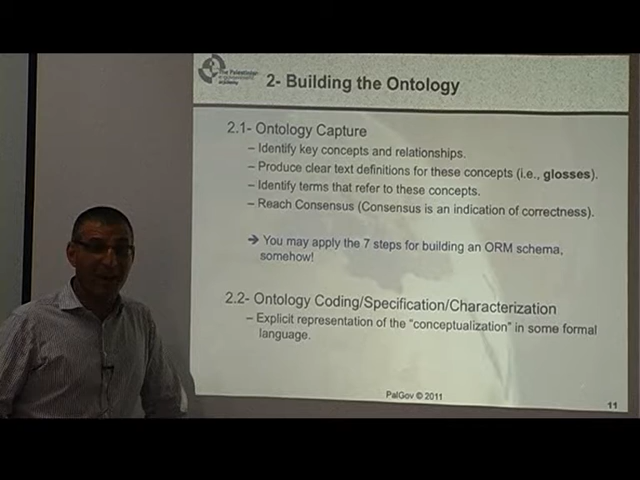 The Palestinian
Academy
2- Building the Ontology
2.1- Ontology Capture
– Identify key concepts and relationships.
– Produce clear text definitions for these concepts (i.e., glosses).
– Identify terms that refer to these concepts.
– Reach Consensus (Consensus is an indication of correctness).
➔ You may apply the 7 steps for building an ORM schema,
somehow!
2.2- Ontology Coding/Specification/Characterization
– Explicit representation of the "conceptualization" in some formal
language.
PalGov © 2011
11